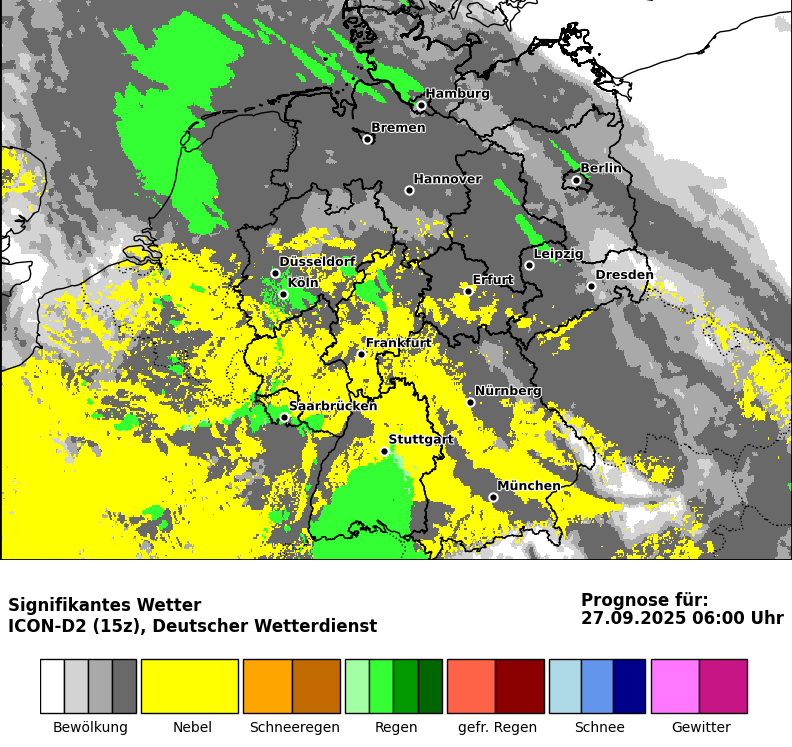 Hamburg
Bremen
Berlin
Hannover
Leipzig
Düsseldorf
Dresden
Köln
Erfurt
Frankfurt
Nürnberg
Saarbrücken
Stuttgart
München
Signifikantes Wetter
ICON-D2 (15z), Deutscher Wetterdienst
Prognose für:
27.09.2025 06:00 Uhr
Bewölkung
Nebel
Schneeregen
Regen
gefr. Regen
Schnee
Gewitter